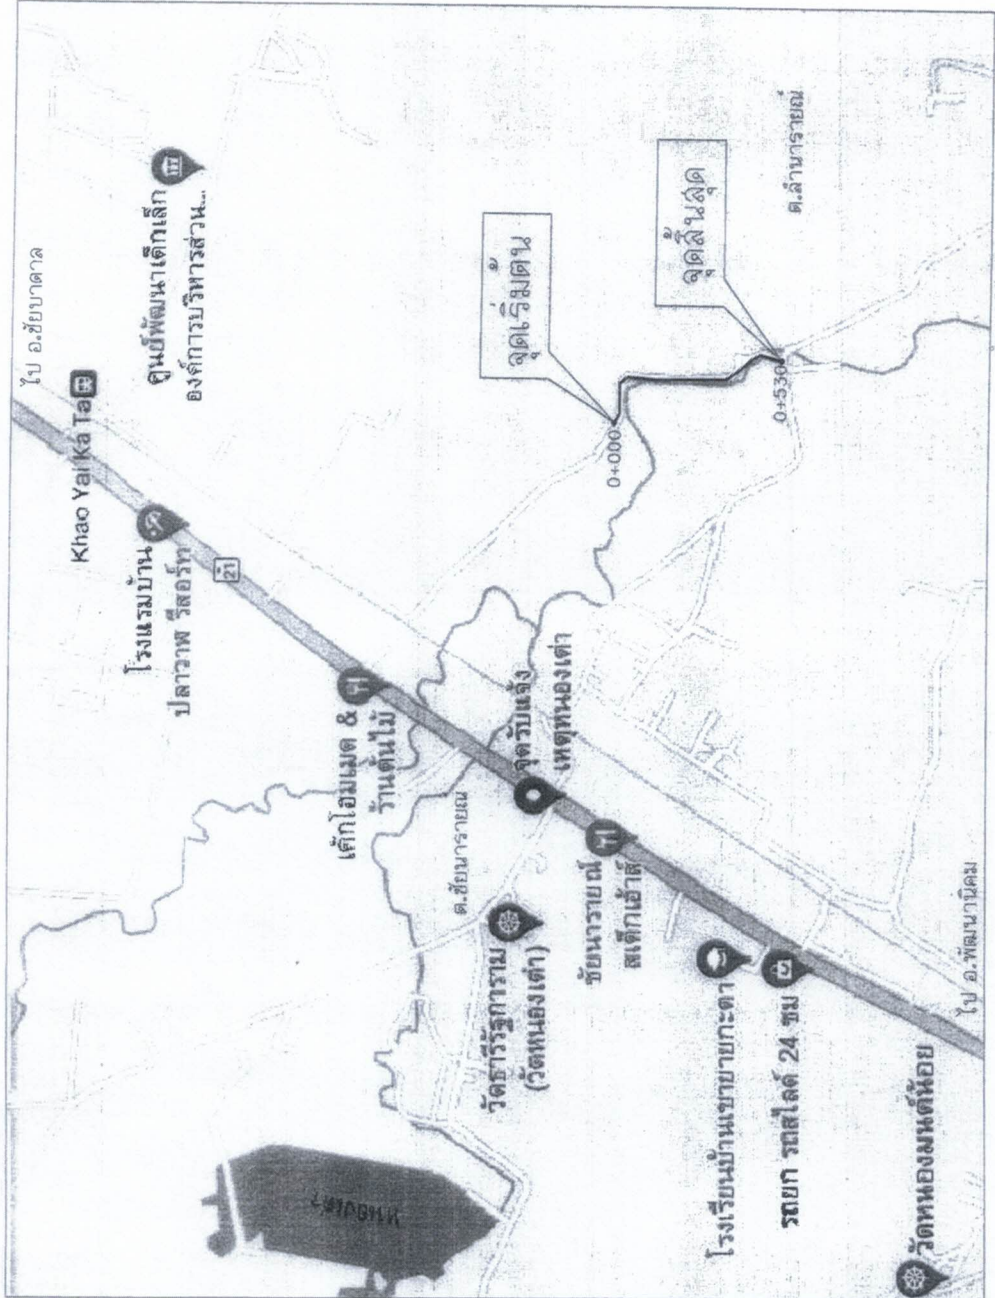 ไป อ.ชัยบาดาล
Khao Yai Ka Ta
ศูนย์พัฒนาเด็กเล็ก
องค์การบริหารส่วน...
โรงแรมบ้าน
ปลาวาฬ รีสอร์ท
21
จุดเริ่มต้น
0+000
จุดสิ้นสุด
0+530
ต.ลำนารายณ์
เค้กโฮมเมด &
ร้านต้นไม้
ต.ชัยนารายณ์
จุดรับแจ้ง
เหตุหนองเต่า
วัดธารีรัฐการาม
(วัดหนองเต่า)
ชัยนารายณ์
สเต็กเฮ้าส์
หนองเต่า
โรงเรียนบ้านเขายายกะตา
รถยก รถสไลด์ 24 ชม
ไป อ.พัฒนานิคม
วัดหนองมนต์น้อย